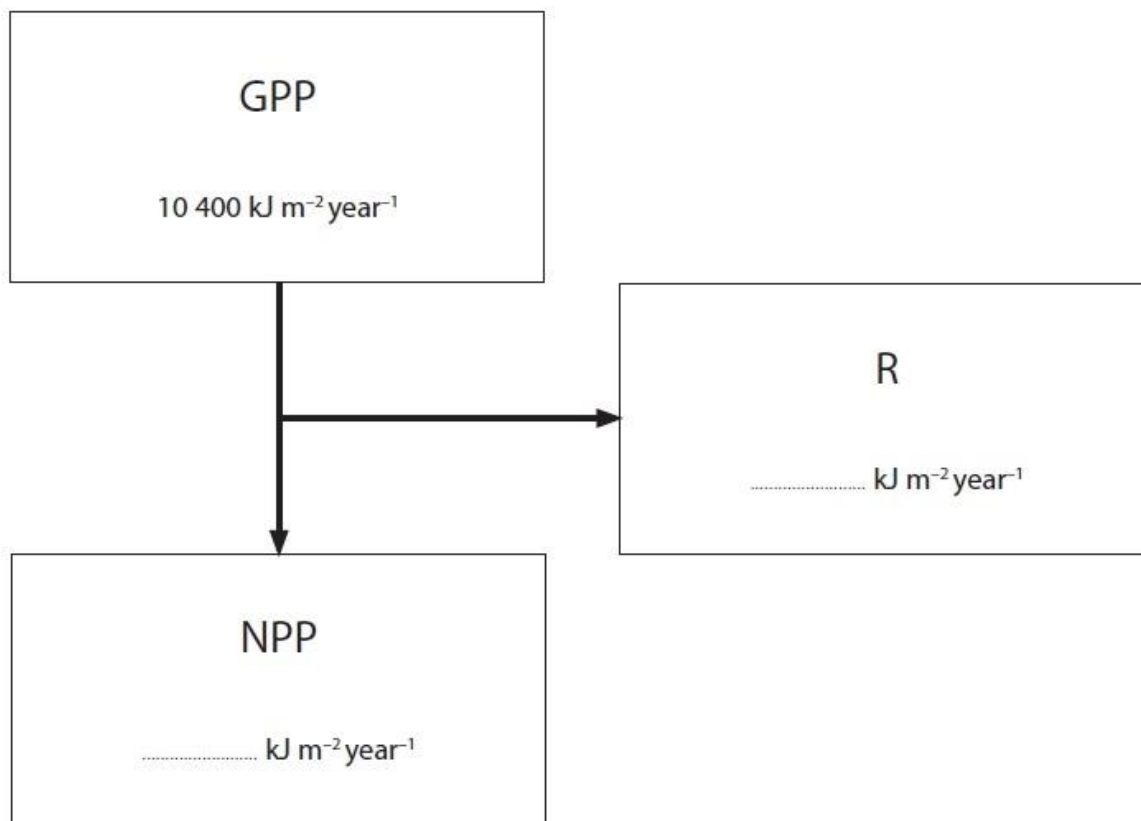 GPP
10 400 kJ m⁻² year⁻¹
R
........................ kJ m⁻² year⁻¹
NPP
........................ kJ m⁻² year⁻¹